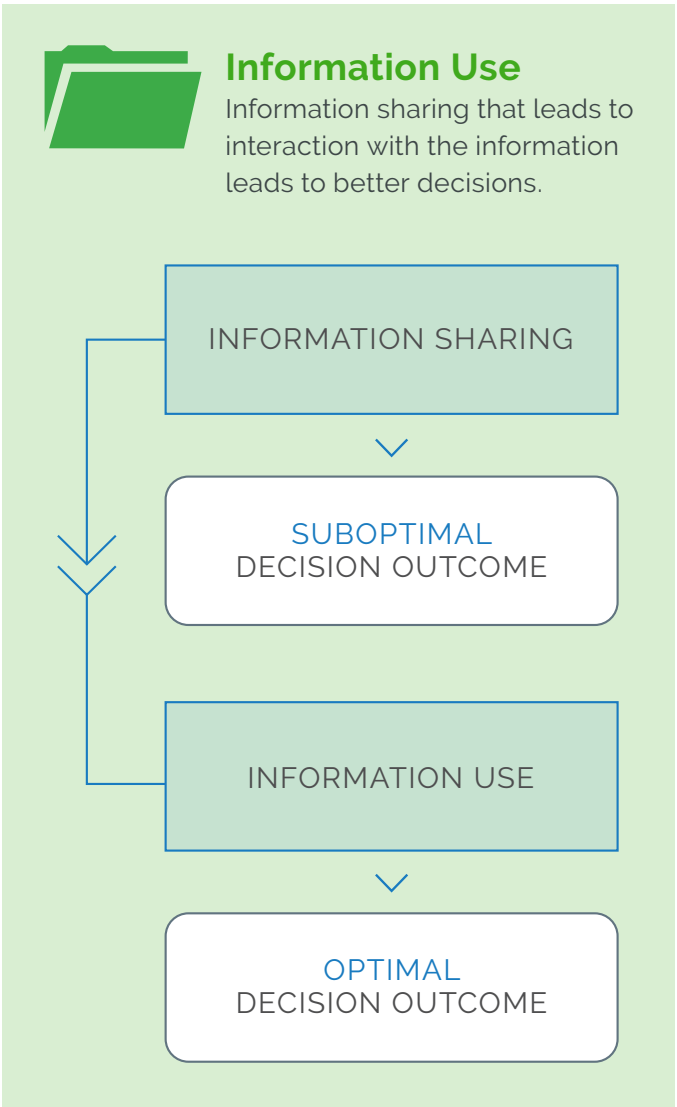 Information Use
Information sharing that leads to
interaction with the information
leads to better decisions.
INFORMATION SHARING
SUBOPTIMAL
DECISION OUTCOME
INFORMATION USE
OPTIMAL
DECISION OUTCOME